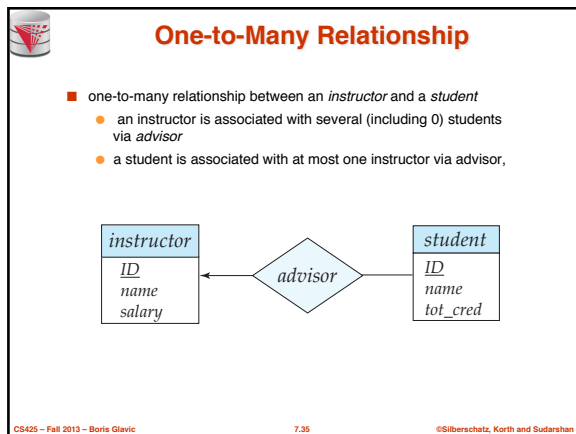 One-to-Many Relationship
one-to-many relationship between an instructor and a student
an instructor is associated with several (including 0) students
via advisor
a student is associated with at most one instructor via advisor,
instructor
ID
name
salary
advisor
student
ID
name
tot_cred
CS425 – Fall 2013 – Boris Glavic
7.35
©Silberschatz, Korth and Sudarshan